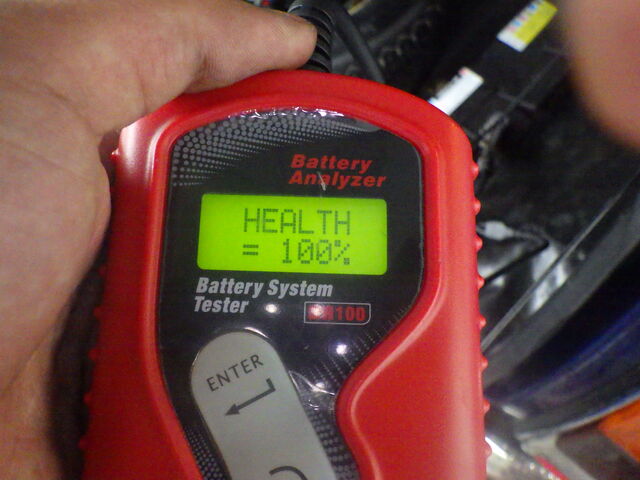 Battery
Analyzer
HEALTH
= 100%
Battery System
Tester
ENTER